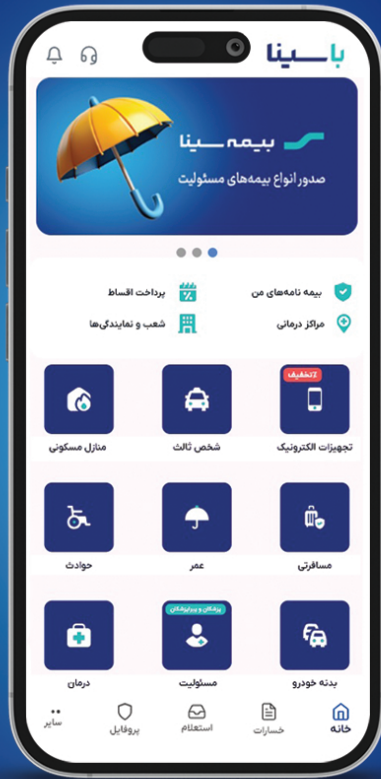 باسینا
بیمه سینا
صدور انواع بیمه‌های مسئولیت
بیمه نامه‌های من
پرداخت اقساط
مراکز درمانی
شعب و نمایندگی‌ها
٪تخفیف
تجهیزات الکترونیک
شخص ثالث
منازل مسکونی
مسافرتی
عمر
حوادث
پزشکان و پیراپزشکان
بدنه خودرو
مسئولیت
درمان
خانه
خسارات
استعلام
پروفایل
سایر